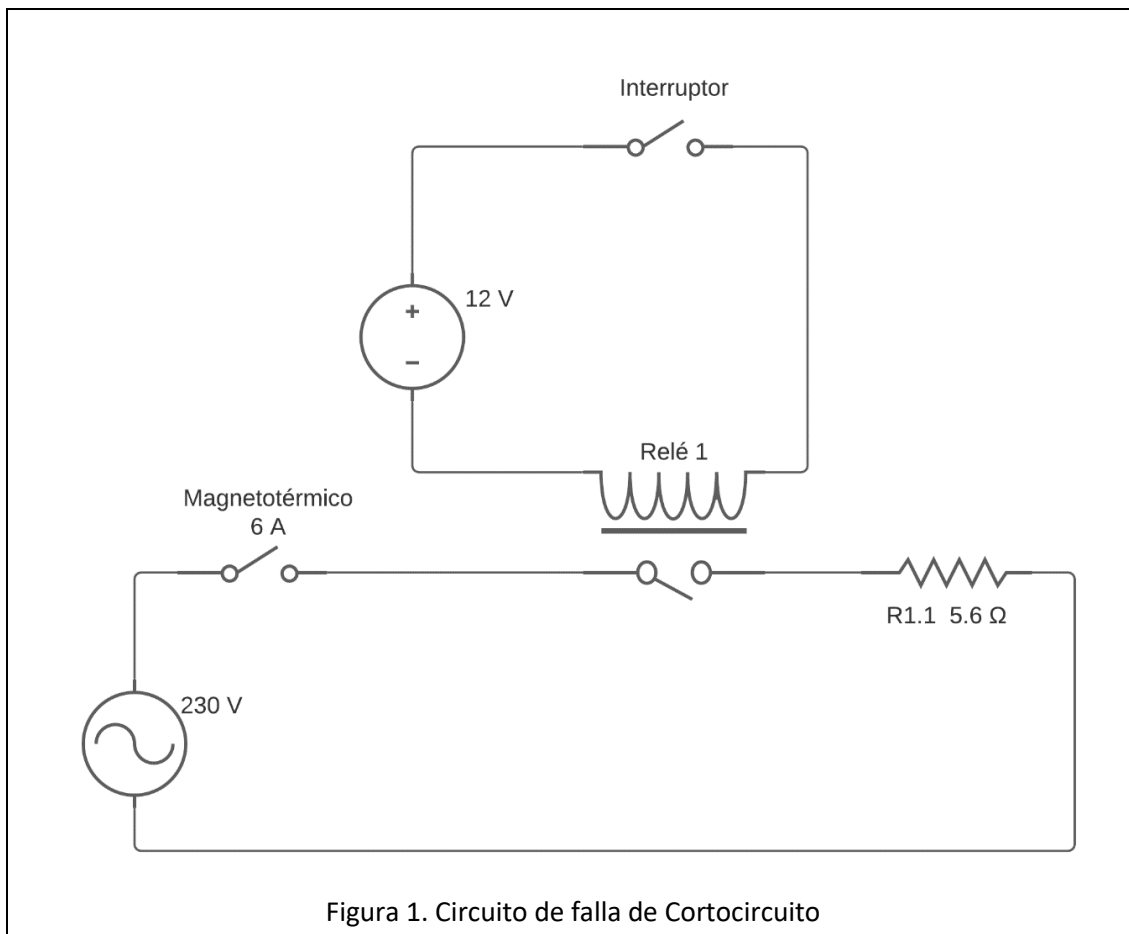 Interruptor
+
12 V
−
Relé 1
Magnetotérmico
6 A
R1.1 5.6 Ω
230 V
Figura 1. Circuito de falla de Cortocircuito